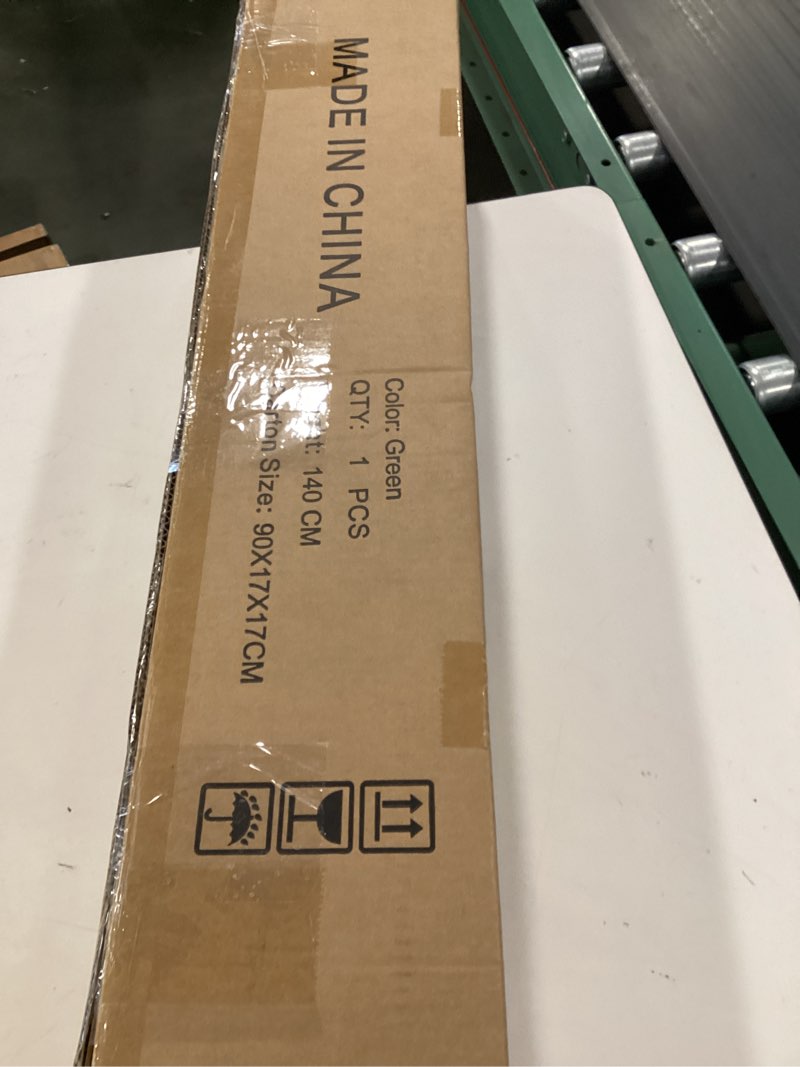 MADE IN CHINA
Color: Green
QTY: 1 PCS
140 CM
Size: 90X17X17CM